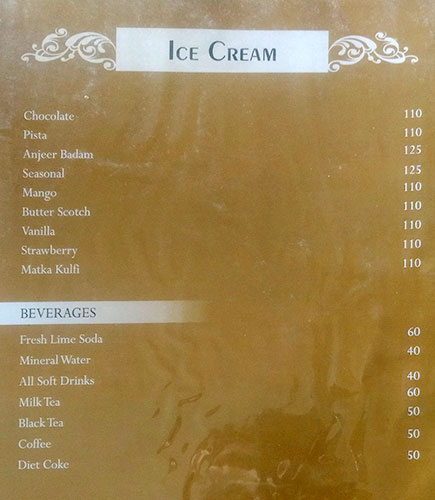 ICE CREAM
Chocolate 110
Pista 110
Anjeer Badam 125
Seasonal 125
Mango 110
Butter Scotch 110
Vanilla 110
Strawberry 110
Matka Kulfi 110
BEVERAGES
Fresh Lime Soda 60
Mineral Water 40
All Soft Drinks 40
Milk Tea 60
Black Tea 50
Coffee 50
Diet Coke 50